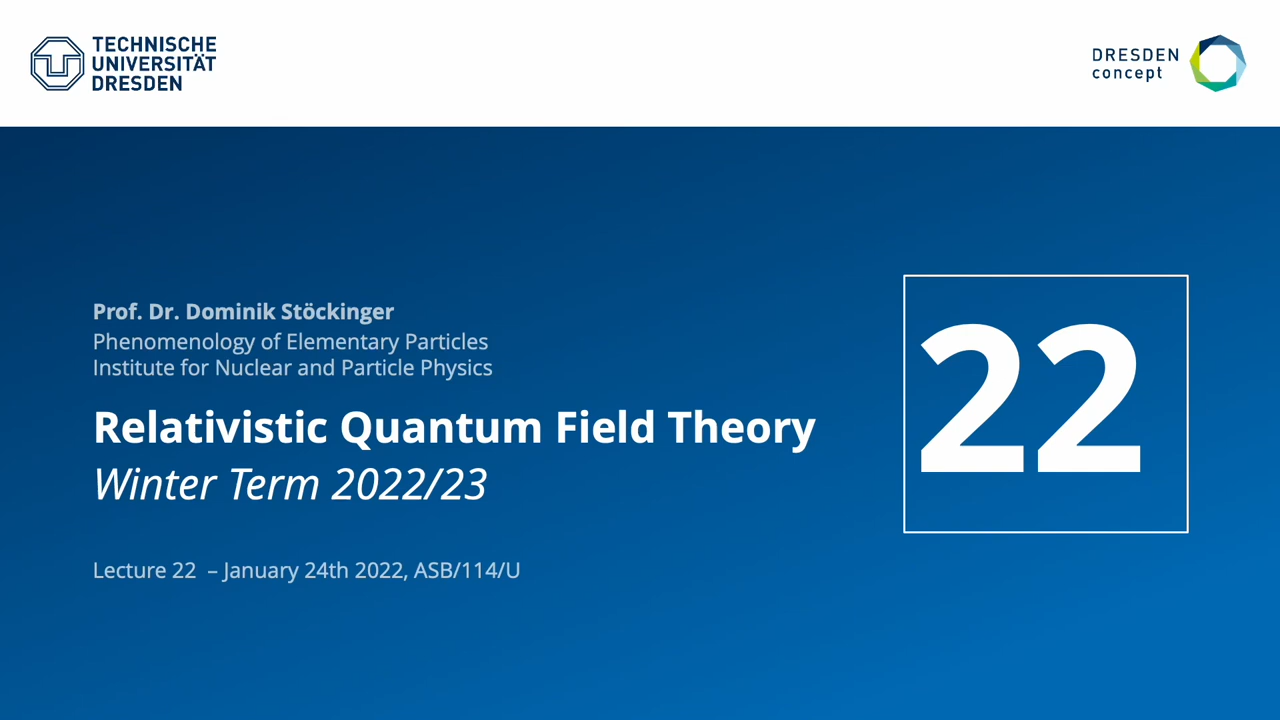 TECHNISCHE
UNIVERSITÄT
DRESDEN
DRESDEN
concept
Prof. Dr. Dominik Stöckinger
Phenomenology of Elementary Particles
Institute for Nuclear and Particle Physics
Relativistic Quantum Field Theory
Winter Term 2022/23
Lecture 22 – January 24th 2022, ASB/114/U
22